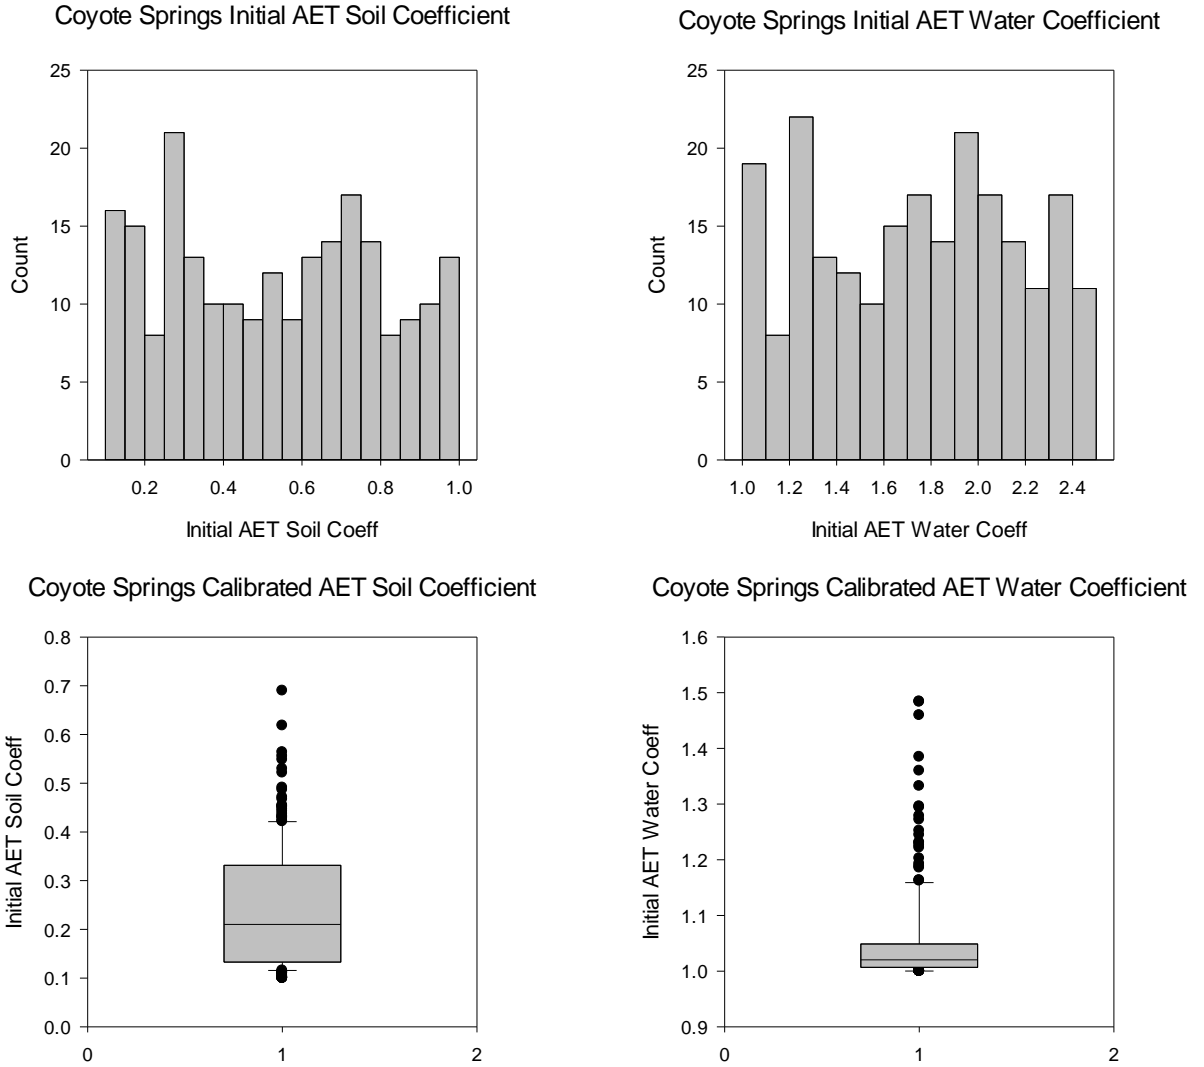 Coyote Springs Initial AET Soil Coefficient
25
20
15
10
5
0
Count
0.2 0.4 0.6 0.8 1.0
Initial AET Soil Coeff
Coyote Springs Initial AET Water Coefficient
25
20
15
10
5
0
Count
1.0 1.2 1.4 1.6 1.8 2.0 2.2 2.4
Initial AET Water Coeff
Coyote Springs Calibrated AET Soil Coefficient
0.8
0.7
0.6
0.5
0.4
0.3
0.2
0.1
0.0
Initial AET Soil Coeff
0 1 2
Coyote Springs Calibrated AET Water Coefficient
1.6
1.5
1.4
1.3
1.2
1.1
1.0
0.9
Initial AET Water Coeff
0 1 2